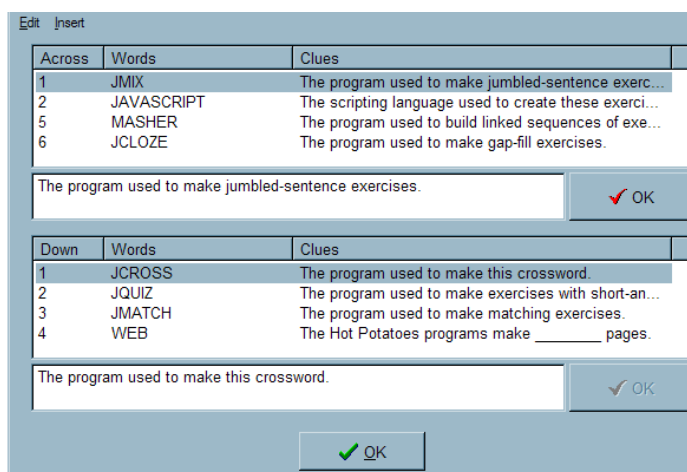 Edit Insert
Across Words Clues
1 JMIX The program used to make jumbled-sentence exerc...
2 JAVASCRIPT The scripting language used to create these exerci...
5 MASHER The program used to build linked sequences of exe...
6 JCLOZE The program used to make gap-fill exercises.
The program used to make jumbled-sentence exercises.
OK
Down Words Clues
1 JCROSS The program used to make this crossword.
2 JQUIZ The program used to make exercises with short-an...
3 JMATCH The program used to make matching exercises.
4 WEB The Hot Potatoes programs make ________ pages.
The program used to make this crossword.
OK
OK